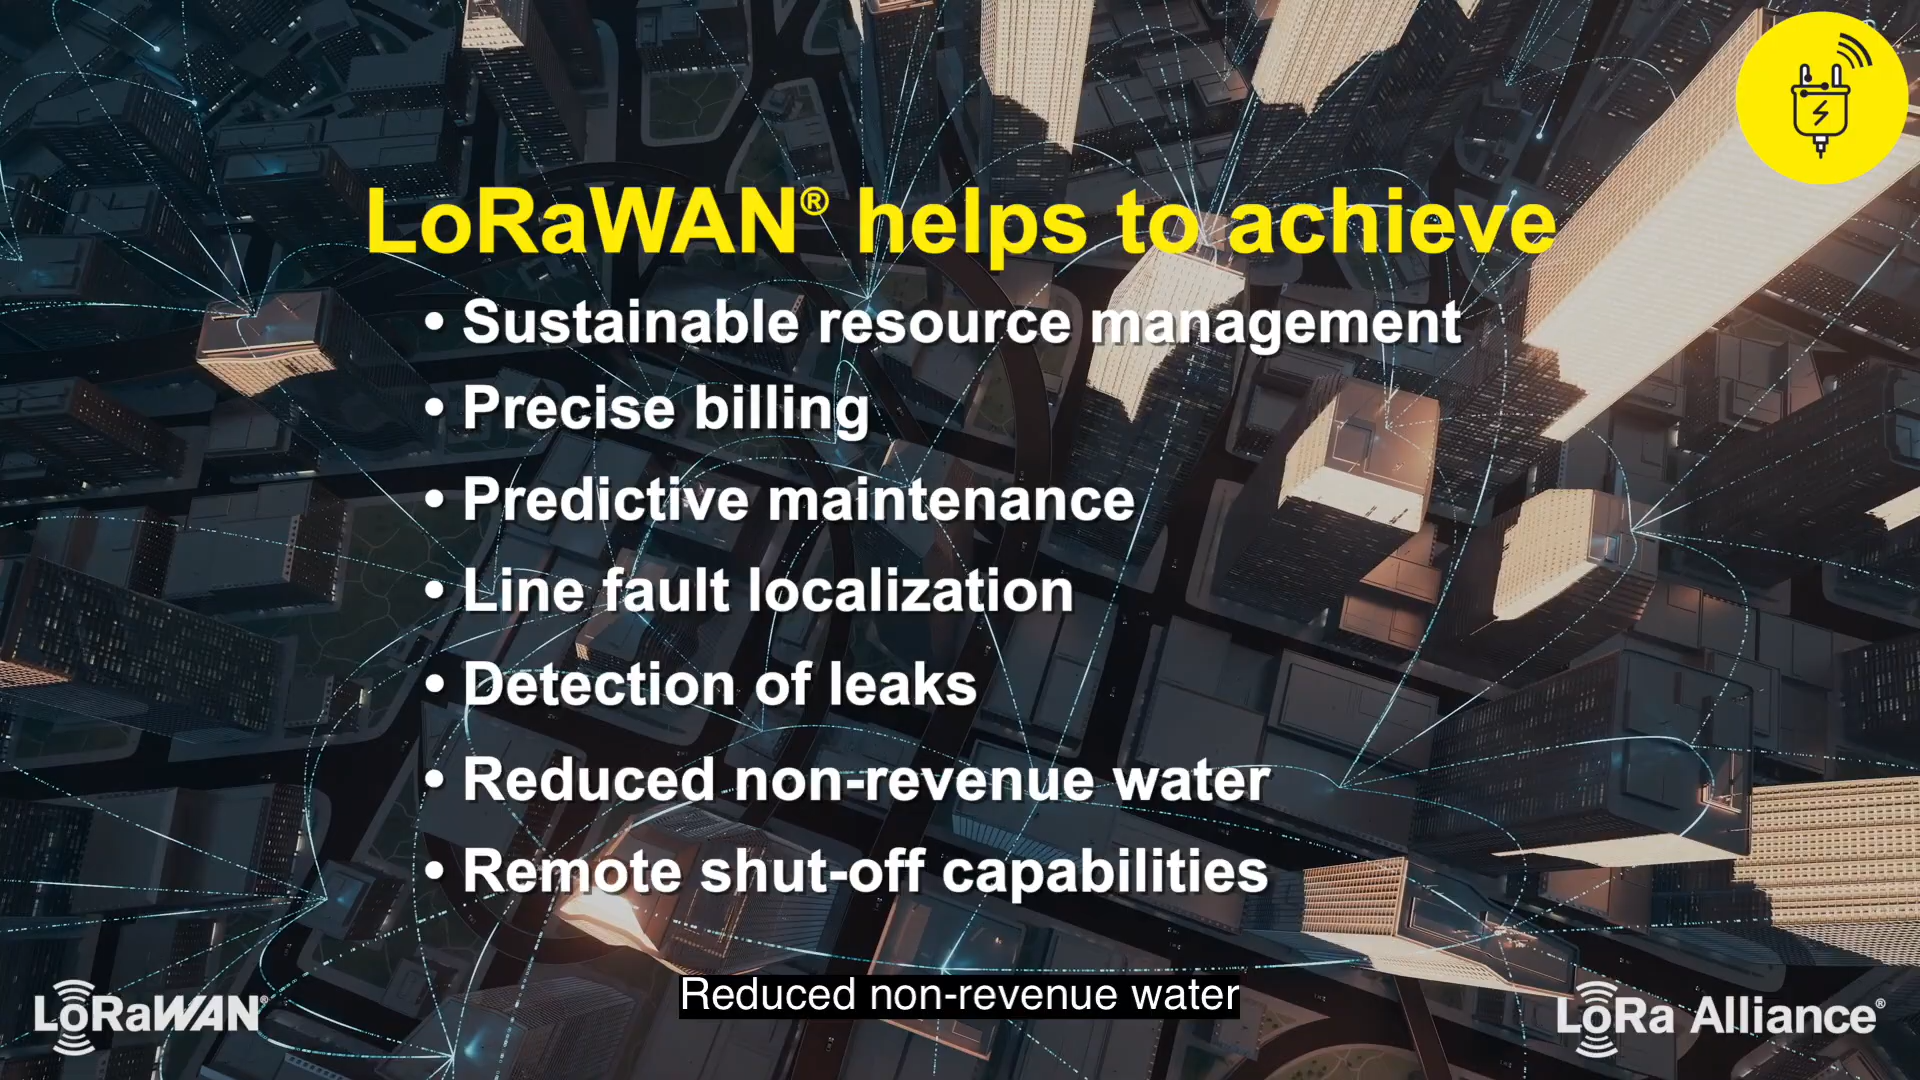 LoRaWAN® helps to achieve
• Sustainable resource management
• Precise billing
• Predictive maintenance
• Line fault localization
• Detection of leaks
• Reduced non-revenue water
• Remote shut-off capabilities
Reduced non-revenue water
LoRaWAN®
LoRa Alliance®